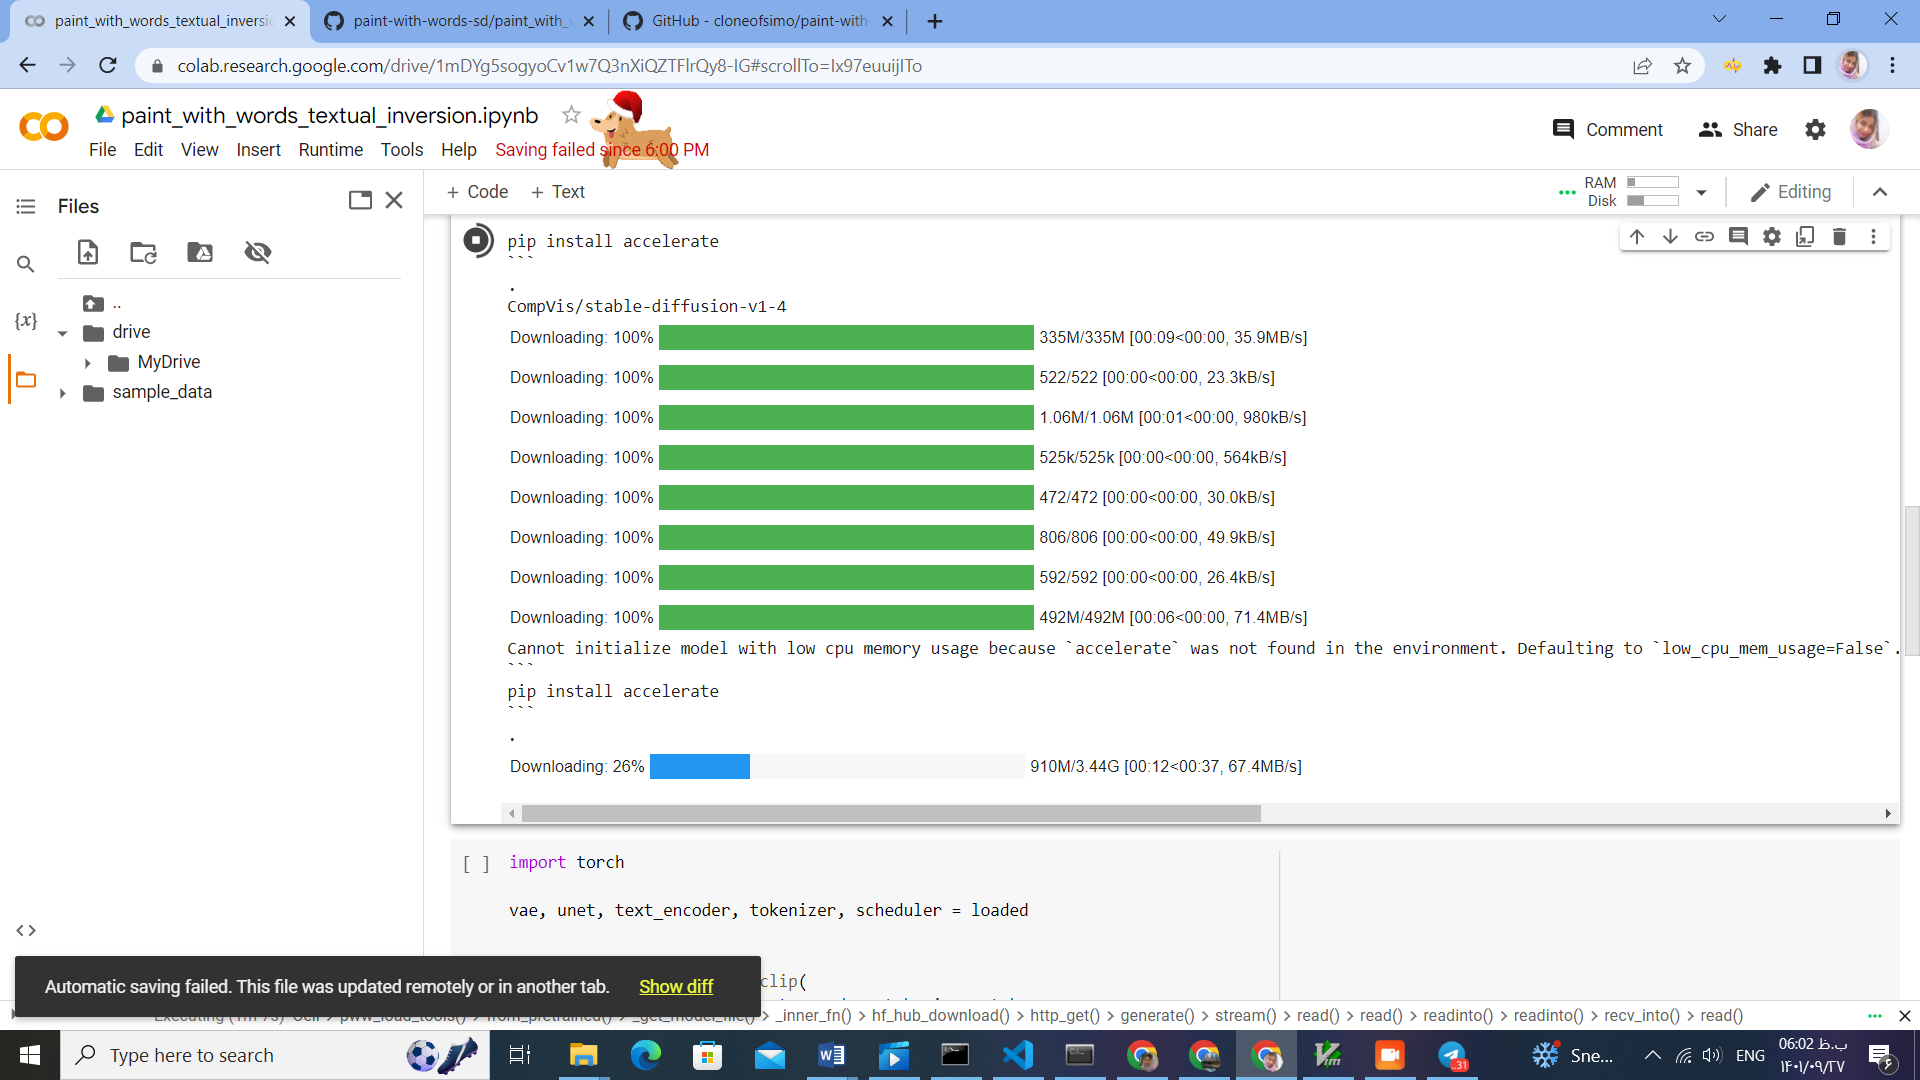 paint_with_words_textual_inversio
paint-with-words-sd/paint_with_
GitHub - cloneofsimo/paint-with-
colab.research.google.com/drive/1mDYg5sogyoCv1w7Q3nXiQZTFlrQy8-IG#scrollTo=Ix97euuijITo
paint_with_words_textual_inversion.ipynb
File Edit View Insert Runtime Tools Help Saving failed since 6:00 PM
Comment Share
+ Code + Text
RAM
Disk
Editing
Files
..
drive
MyDrive
sample_data
{x}
pip install accelerate
```
.
CompVis/stable-diffusion-v1-4
Downloading: 100% 335M/335M [00:09<00:00, 35.9MB/s]
Downloading: 100% 522/522 [00:00<00:00, 23.3kB/s]
Downloading: 100% 1.06M/1.06M [00:01<00:00, 980kB/s]
Downloading: 100% 525k/525k [00:00<00:00, 564kB/s]
Downloading: 100% 472/472 [00:00<00:00, 30.0kB/s]
Downloading: 100% 806/806 [00:00<00:00, 49.9kB/s]
Downloading: 100% 592/592 [00:00<00:00, 26.4kB/s]
Downloading: 100% 492M/492M [00:06<00:00, 71.4MB/s]
Cannot initialize model with low cpu memory usage because `accelerate` was not found in the environment. Defaulting to `low_cpu_mem_usage=False`.
```
pip install accelerate
```
.
Downloading: 26% 910M/3.44G [00:12<00:37, 67.4MB/s]
[ ] import torch
vae, unet, text_encoder, tokenizer, scheduler = loaded
clip(
Automatic saving failed. This file was updated remotely or in another tab. Show diff
_inner_fn() > hf_hub_download() > http_get() > generate() > stream() > read() > read() > readinto() > readinto() > recv_into() > read()
Type here to search
31
Sne...
ENG
06:02 ب.ظ
۱۴۰۱/۰۹/۲۷
۶